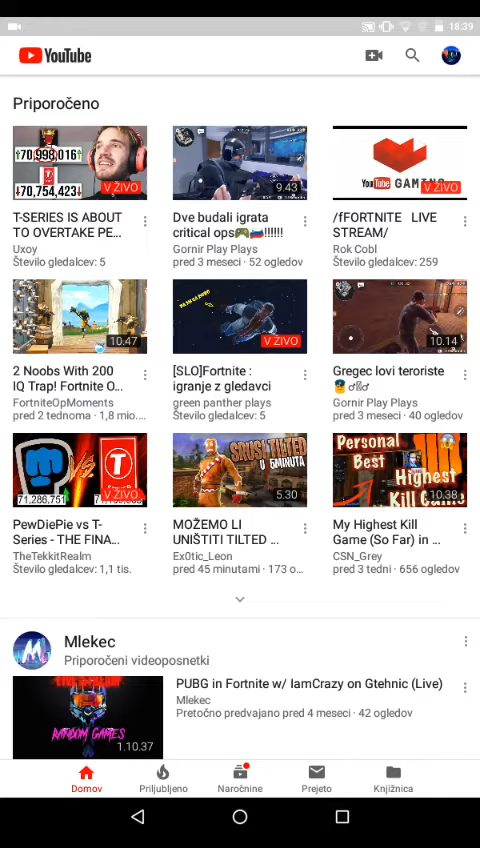 18:39
YouTube
Priporočeno
↑70,998,016↑
↓70,754,423↓
V ŽIVO
9.43
YouTube GAMING
V ŽIVO
T-SERIES IS ABOUT
TO OVERTAKE PE...
Uxoy
Število gledalcev: 5
Dve budali igrata
critical ops🎮🇸🇮!!!!!!
Gornir Play Plays
pred 3 meseci · 52 ogledov
/fFORTNITE LIVE
STREAM/
Rok Cobl
Število gledalcev: 259
10.47
V ŽIVO
10.14
2 Noobs With 200
IQ Trap! Fortnite O...
FortniteOpMoments
pred 2 tednoma · 1,8 mio....
[SLO]Fortnite :
igranje z gledavci
green panther plays
Število gledalcev: 5
Gregec lovi teroriste
👮♂️♂
Gornir Play Plays
pred 3 meseci · 40 ogledov
VS
T
71,286,751
V ŽIVO
SRUSI TILTED
U 5MINUTA
5.30
Personal
Best
Highest
Kill Game
10.38
PewDiePie vs T-
Series - THE FINA...
TheTekkitRealm
Število gledalcev: 1,1 tis.
MOŽEMO LI
UNIŠTITI TILTED ...
Ex0tic_Leon
pred 45 minutami · 173 o...
My Highest Kill
Game (So Far) in ...
CSN_Grey
pred 3 tedni · 656 ogledov
M
Mlekec
Priporočeni videoposnetki
RANDOM GAMES
1.10.37
PUBG in Fortnite w/ IamCrazy on Gtehnic (Live)
Mlekec
Pretočno predvajano pred 4 meseci · 42 ogledov
Domov
Priljubljeno
Naročnine
Prejeto
Knjižnica